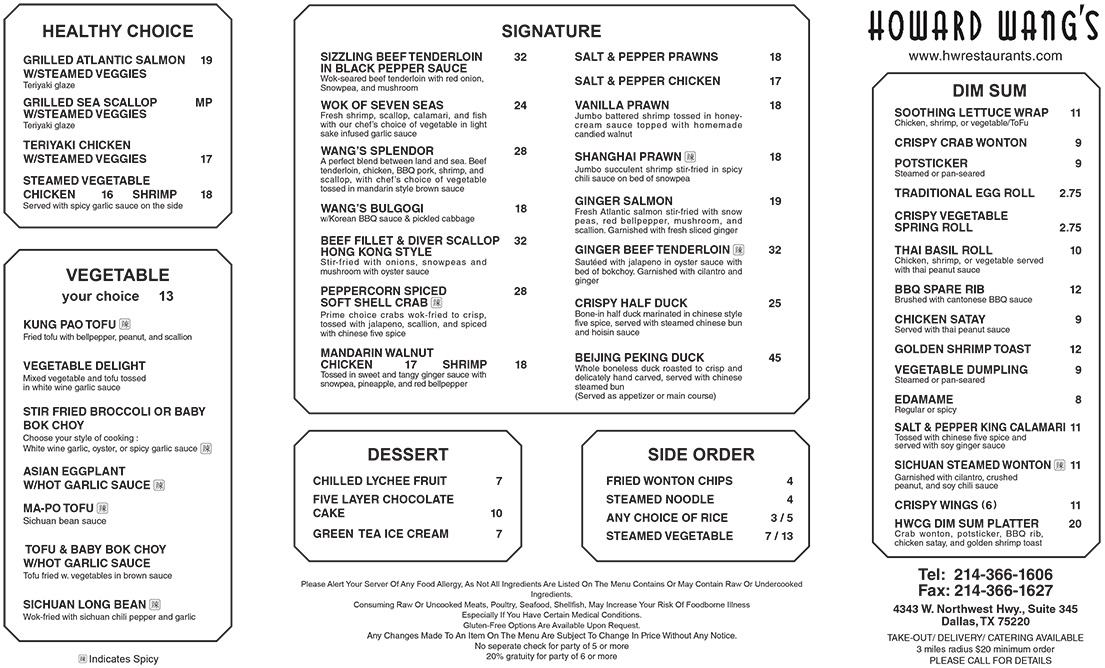 HEALTHY CHOICE
GRILLED ATLANTIC SALMON 19
W/STEAMED VEGGIES
Teriyaki glaze
GRILLED SEA SCALLOP MP
W/STEAMED VEGGIES
Teriyaki glaze
TERIYAKI CHICKEN
W/STEAMED VEGGIES 17
STEAMED VEGETABLE
CHICKEN 16 SHRIMP 18
Served with spicy garlic sauce on the side
VEGETABLE
your choice 13
KUNG PAO TOFU 辣
Fried tofu with bellpepper, peanut, and scallion
VEGETABLE DELIGHT
Mixed vegetable and tofu tossed
in white wine garlic sauce
STIR FRIED BROCCOLI OR BABY
BOK CHOY
Choose your style of cooking :
White wine garlic, oyster, or spicy garlic sauce 辣
ASIAN EGGPLANT
W/HOT GARLIC SAUCE 辣
MA-PO TOFU 辣
Sichuan bean sauce
TOFU & BABY BOK CHOY
W/HOT GARLIC SAUCE
Tofu fried w. vegetables in brown sauce
SICHUAN LONG BEAN 辣
Wok-fried with sichuan chili pepper and garlic
辣 Indicates Spicy
SIGNATURE
SIZZLING BEEF TENDERLOIN 32
IN BLACK PEPPER SAUCE
Wok-seared beef tenderloin with red onion,
Snowpea, and mushroom
WOK OF SEVEN SEAS 24
Fresh shrimp, scallop, calamari, and fish
with our chef's choice of vegetable in light
sake infused garlic sauce
WANG'S SPLENDOR 28
A perfect blend between land and sea. Beef
tenderloin, chicken, BBQ pork, shrimp, and
scallop, with chef's choice of vegetable
tossed in mandarin style brown sauce
WANG'S BULGOGI 18
w/Korean BBQ sauce & pickled cabbage
BEEF FILLET & DIVER SCALLOP 32
HONG KONG STYLE
Stir-fried with onions, snowpeas and
mushroom with oyster sauce
PEPPERCORN SPICED 28
SOFT SHELL CRAB 辣
Prime choice crabs wok-fried to crisp,
tossed with jalapeno, scallion, and spiced
with chinese five spice
MANDARIN WALNUT
CHICKEN 17 SHRIMP 18
Tossed in sweet and tangy ginger sauce with
snowpea, pineapple, and red bellpepper
SALT & PEPPER PRAWNS 18
SALT & PEPPER CHICKEN 17
VANILLA PRAWN 18
Jumbo battered shrimp tossed in honey-
cream sauce topped with homemade
candied walnut
SHANGHAI PRAWN 辣 18
Jumbo succulent shrimp stir-fried in spicy
chili sauce on bed of snowpea
GINGER SALMON 19
Fresh Atlantic salmon stir-fried with snow
peas, red bellpepper, mushroom, and
scallion. Garnished with fresh sliced ginger
GINGER BEEF TENDERLOIN 辣 32
Sautéed with jalapeno in oyster sauce with
bed of bokchoy. Garnished with cilantro and
ginger
CRISPY HALF DUCK 25
Bone-in half duck marinated in chinese style
five spice, served with steamed chinese bun
and hoisin sauce
BEIJING PEKING DUCK 45
Whole boneless duck roasted to crisp and
delicately hand carved, served with chinese
steamed bun
(Served as appetizer or main course)
DESSERT
CHILLED LYCHEE FRUIT 7
FIVE LAYER CHOCOLATE
CAKE 10
GREEN TEA ICE CREAM 7
SIDE ORDER
FRIED WONTON CHIPS 4
STEAMED NOODLE 4
ANY CHOICE OF RICE 3 / 5
STEAMED VEGETABLE 7 / 13
Please Alert Your Server Of Any Food Allergy, As Not All Ingredients Are Listed On The Menu Contains Or May Contain Raw Or Undercooked
Ingredients.
Consuming Raw Or Uncooked Meats, Poultry, Seafood, Shellfish, May Increase Your Risk Of Foodborne Illness
Especially If You Have Certain Medical Conditions.
Gluten-Free Options Are Available Upon Request.
Any Changes Made To An Item On The Menu Are Subject To Change In Price Without Any Notice.
No seperate check for party of 5 or more
20% gratuity for party of 6 or more
HOWARD WANG'S
www.hwrestaurants.com
DIM SUM
SOOTHING LETTUCE WRAP 11
Chicken, shrimp, or vegetable/ToFu
CRISPY CRAB WONTON 9
POTSTICKER 9
Steamed or pan-seared
TRADITIONAL EGG ROLL 2.75
CRISPY VEGETABLE
SPRING ROLL 2.75
THAI BASIL ROLL 10
Chicken, shrimp, or vegetable served
with thai peanut sauce
BBQ SPARE RIB 12
Brushed with cantonese BBQ sauce
CHICKEN SATAY 9
Served with thai peanut sauce
GOLDEN SHRIMP TOAST 12
VEGETABLE DUMPLING 9
Steamed or pan-seared
EDAMAME 8
Regular or spicy
SALT & PEPPER KING CALAMARI 11
Tossed with chinese five spice and
served with soy ginger sauce
SICHUAN STEAMED WONTON 辣 11
Garnished with cilantro, crushed
peanut, and soy chili sauce
CRISPY WINGS (6) 11
HWCG DIM SUM PLATTER 20
Crab wonton, potsticker, BBQ rib,
chicken satay, and golden shrimp toast
Tel: 214-366-1606
Fax: 214-366-1627
4343 W. Northwest Hwy., Suite 345
Dallas, TX 75220
TAKE-OUT/ DELIVERY/ CATERING AVAILABLE
3 miles radius $20 minimum order
PLEASE CALL FOR DETAILS